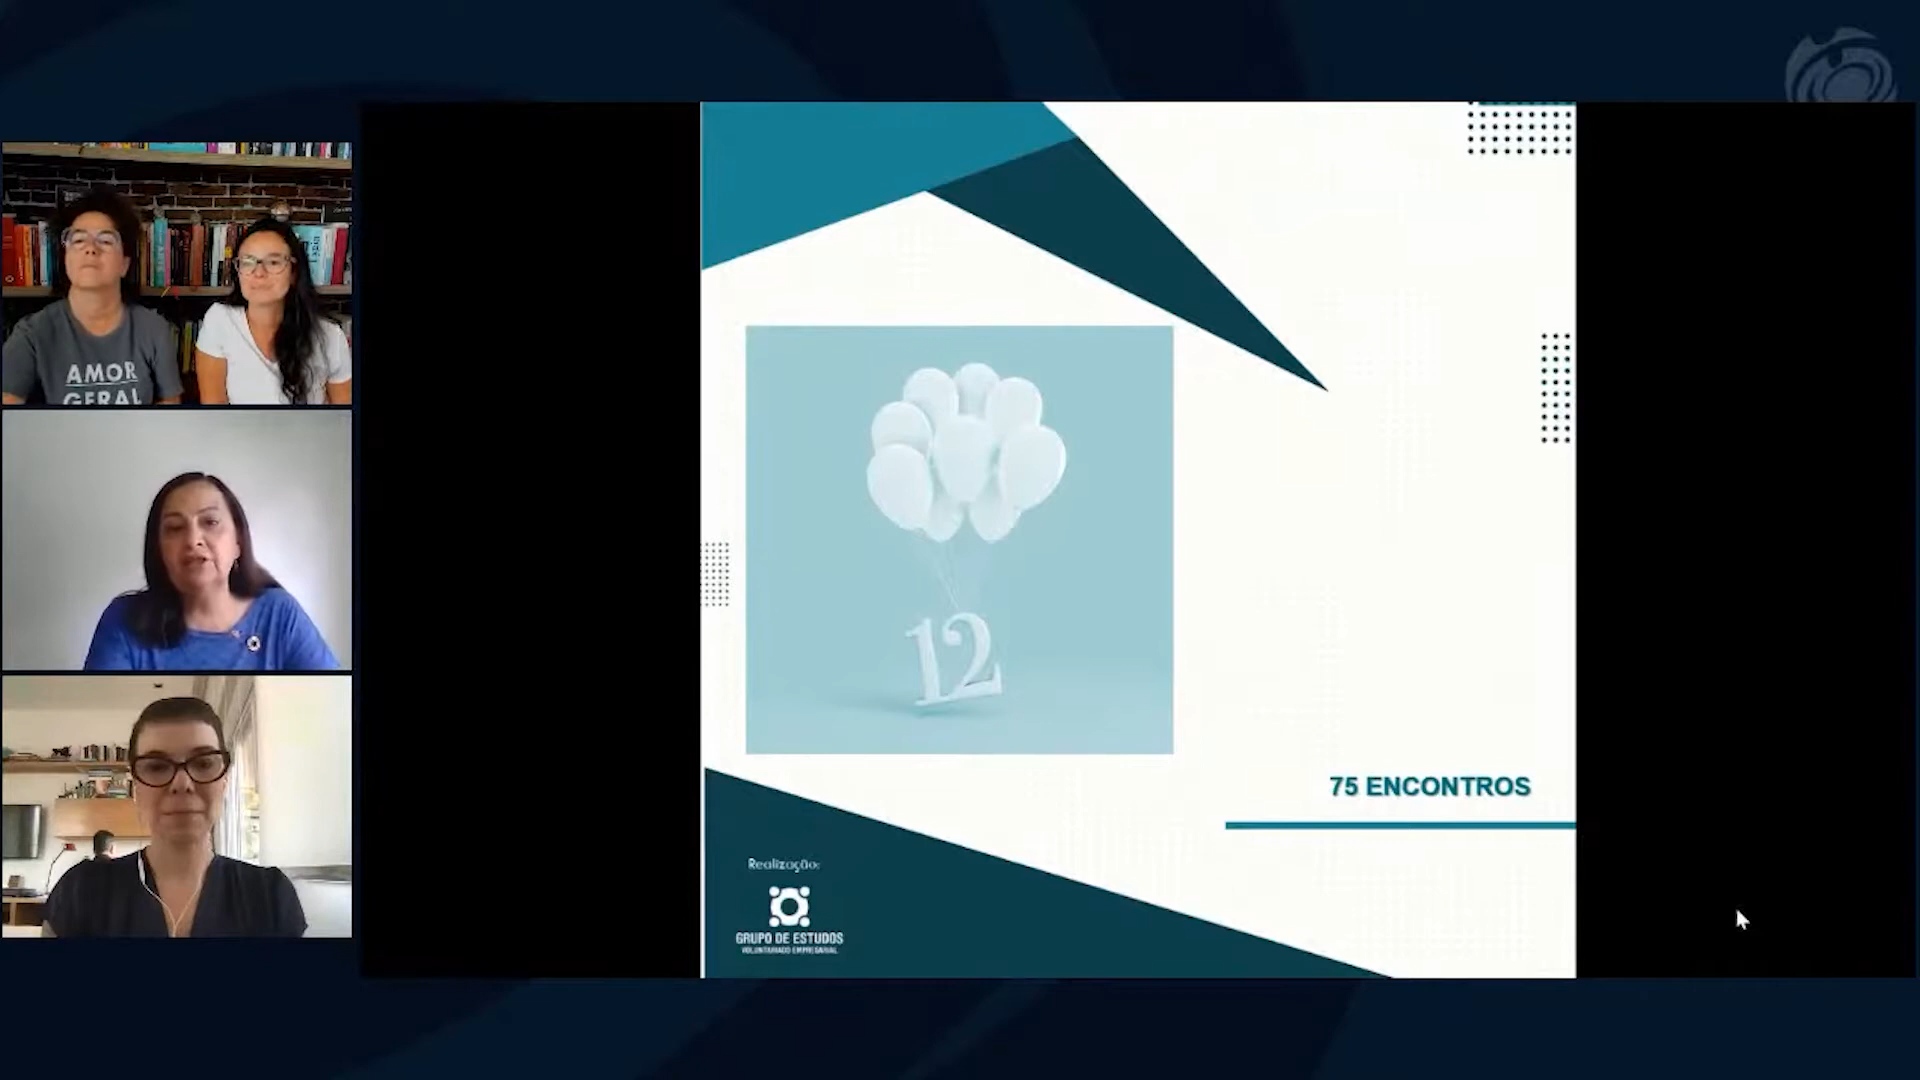 AMOR
GERAL
12
75 ENCONTROS
Realização:
GRUPO DE ESTUDOS
VOLUNTARIADO EMPRESARIAL